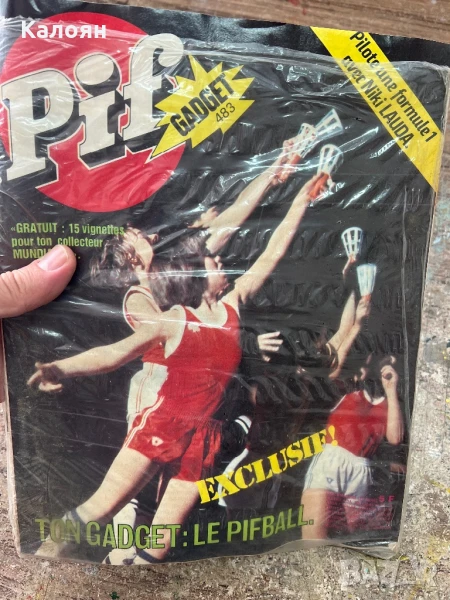 Калоян
Pif
GADGET
483
Pilote une formule 1
avec Niki LAUDA.
«GRATUIT : 15 vignettes
pour ton collecteur
EXCLUSIF!
TON GADGET: LE PIFBALL.
BAZAR